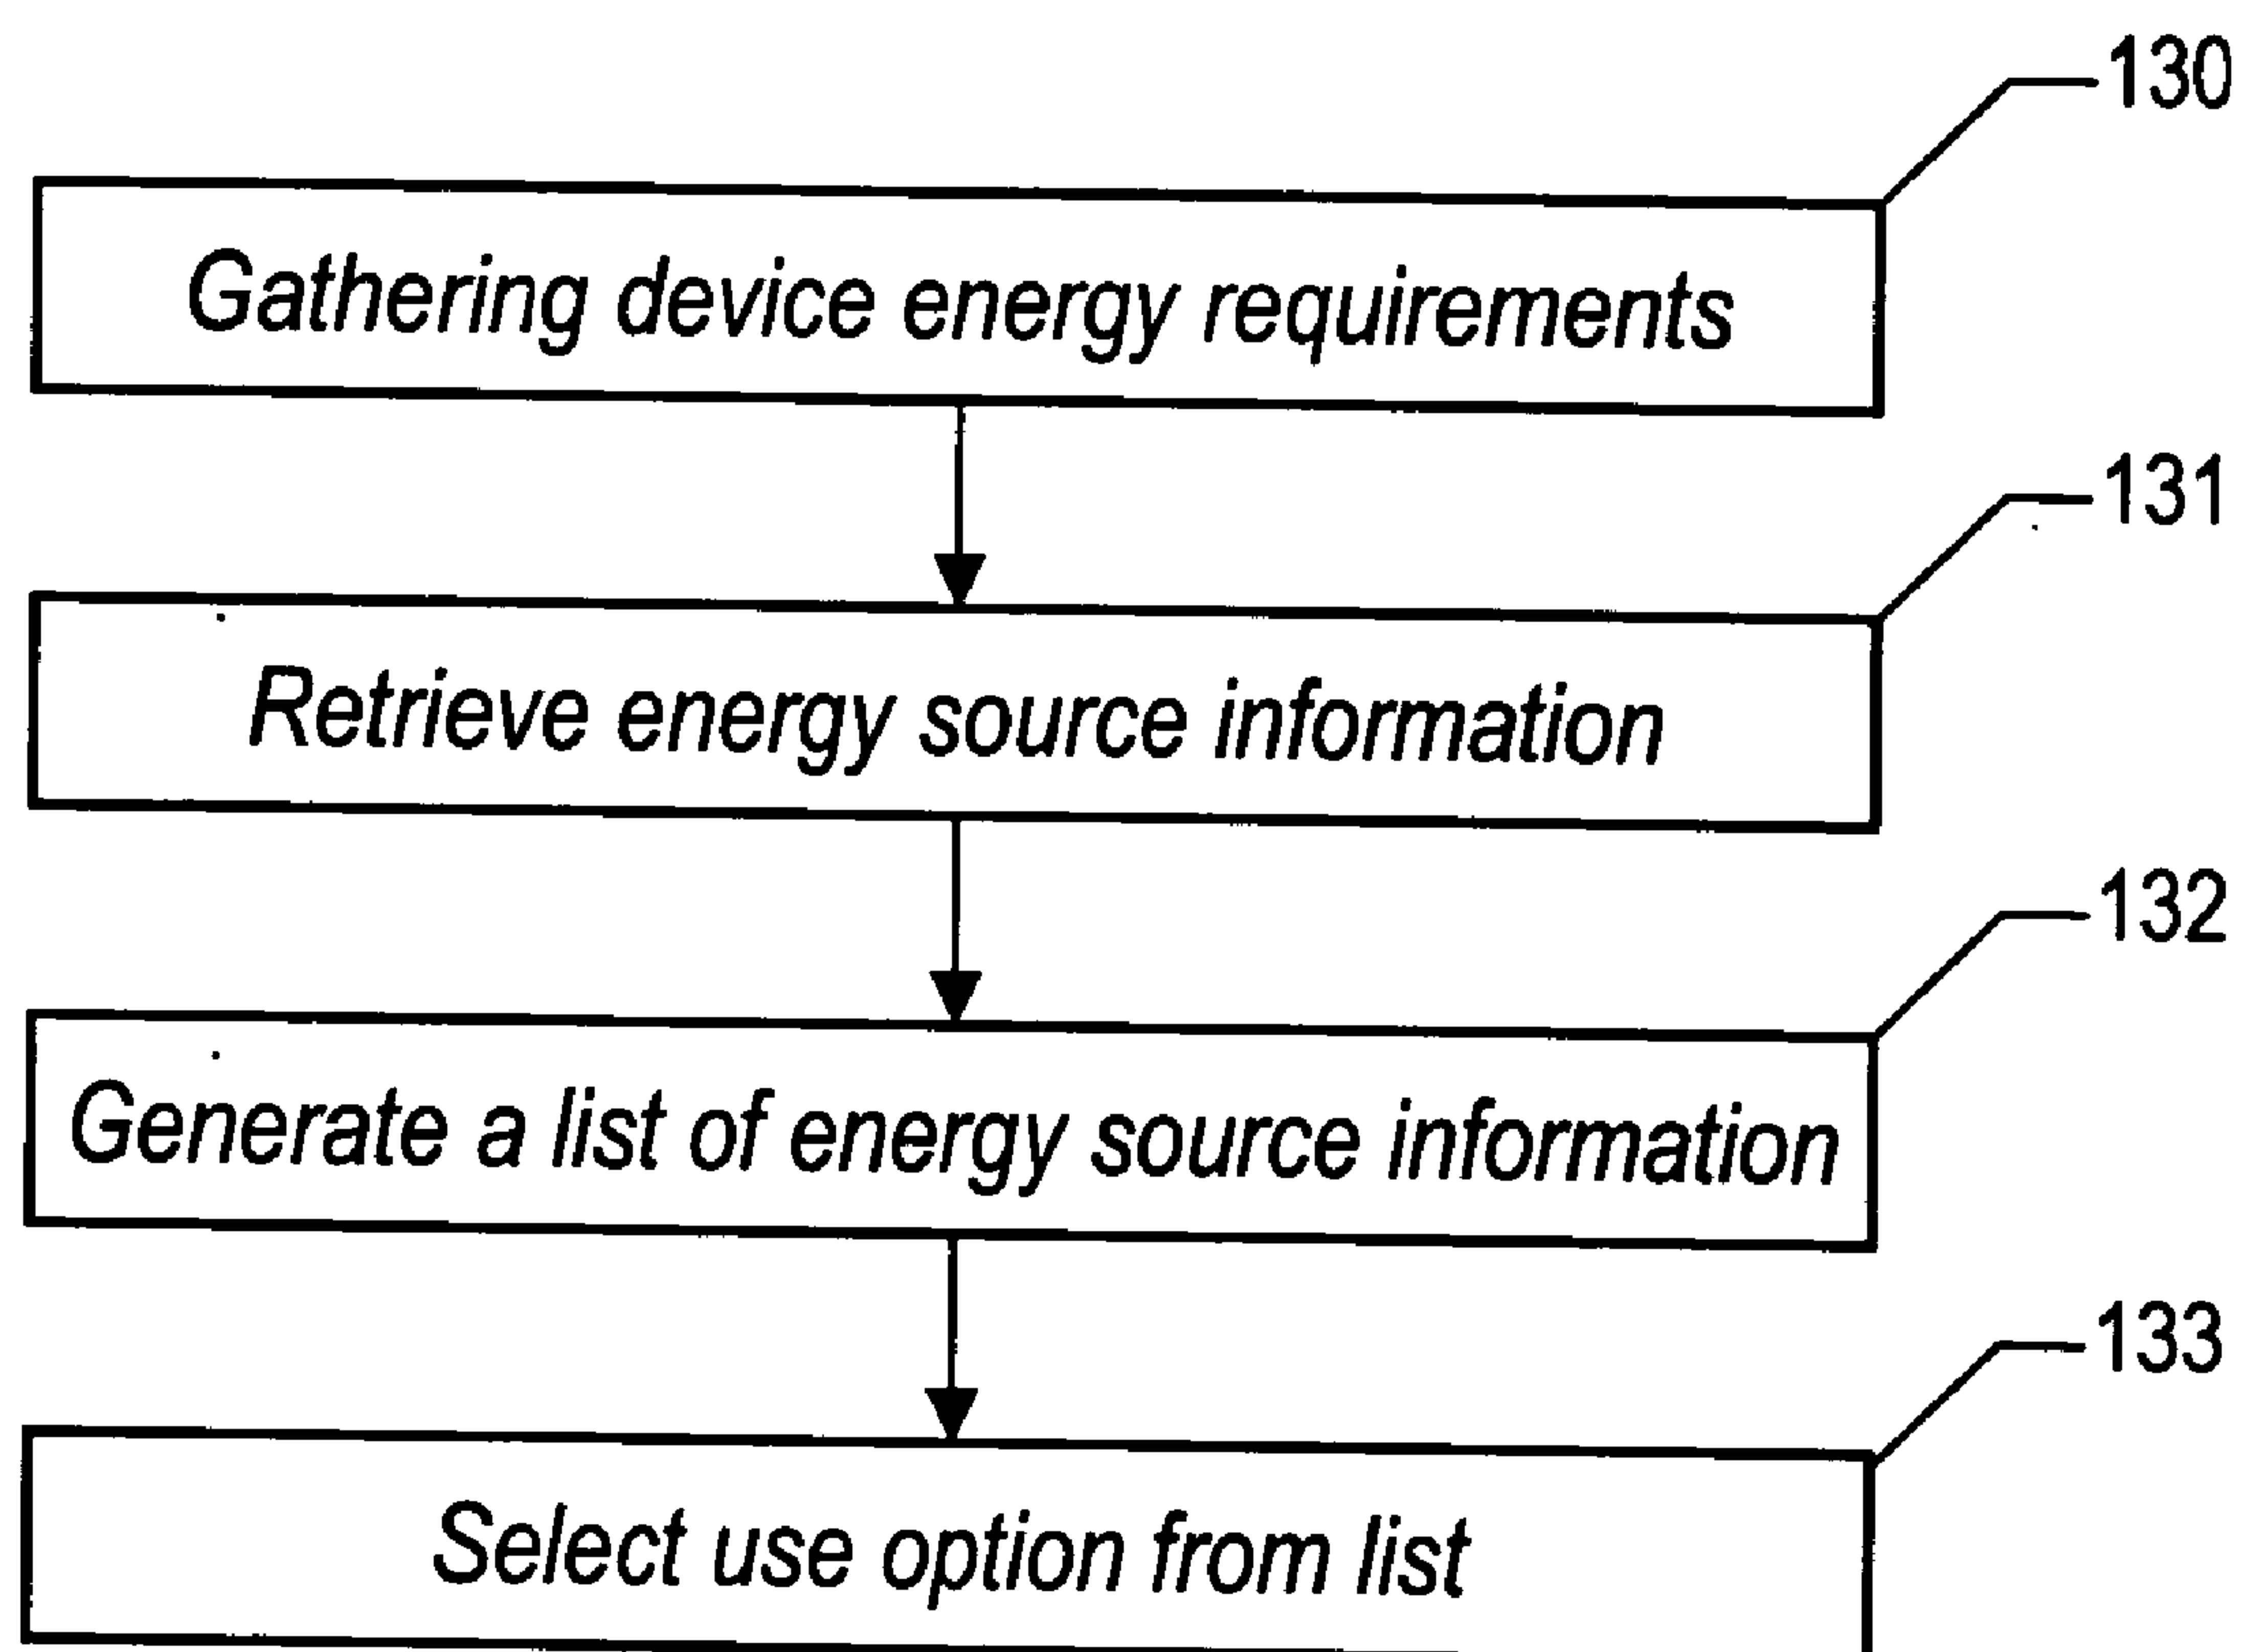 130
Gathering device energy requirements
131
Retrieve energy source information
132
Generate a list of energy source information
133
Select use option from list